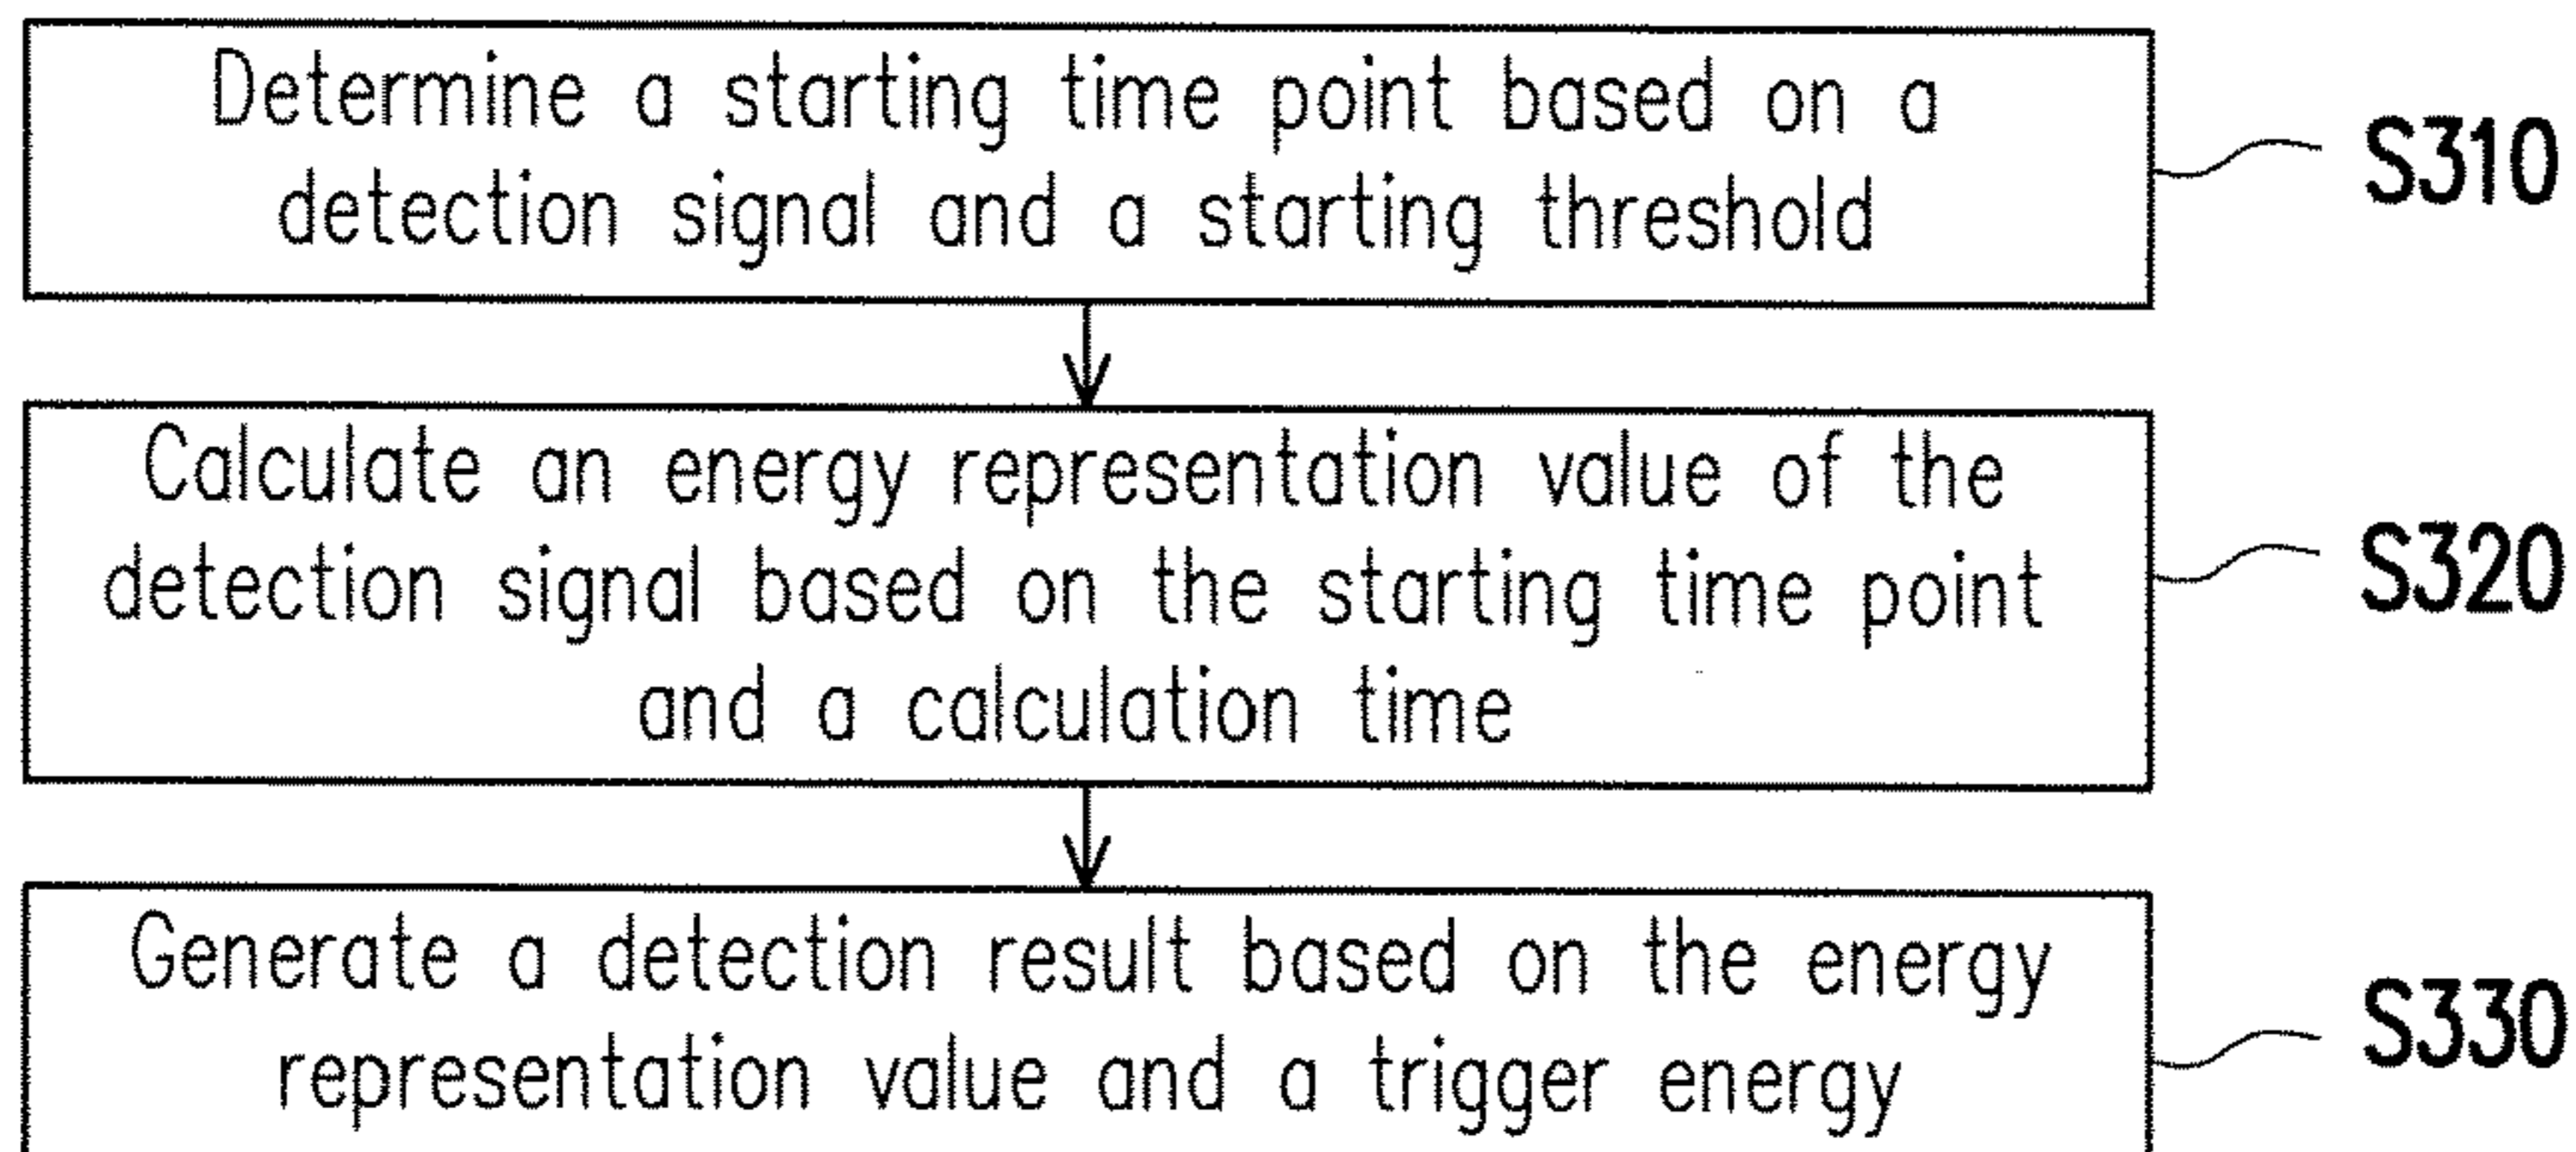 Determine a starting time point based on a
detection signal and a starting threshold
S310
Calculate an energy representation value of the
detection signal based on the starting time point
and a calculation time
S320
Generate a detection result based on the energy
representation value and a trigger energy
S330